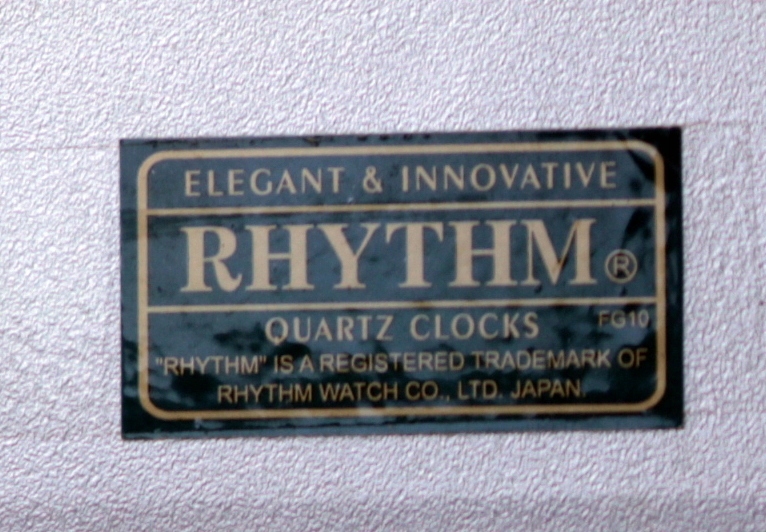 ELEGANT & INNOVATIVE
RHYTHM®
QUARTZ CLOCKS FG10
"RHYTHM" IS A REGISTERED TRADEMARK OF
RHYTHM WATCH CO., LTD. JAPAN.